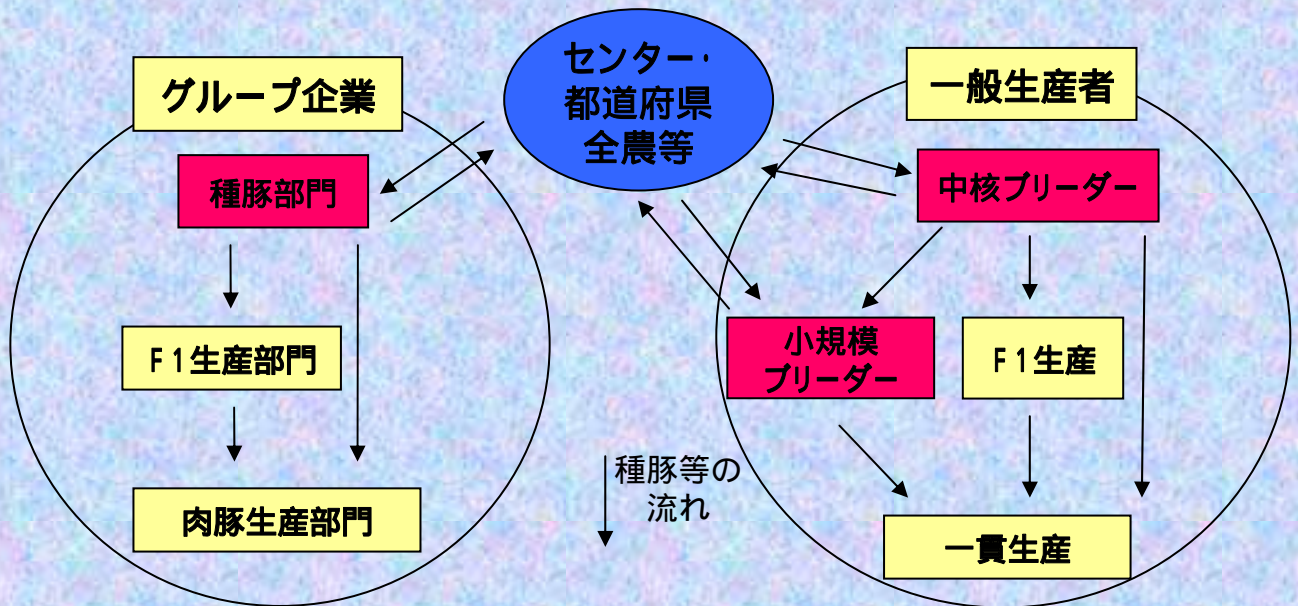 グループ企業
センター・
都道府県
全農等
一般生産者
種豚部門
中核ブリーダー
F1生産部門
小規模
ブリーダー
F1生産
種豚等の
流れ
肉豚生産部門
一貫生産